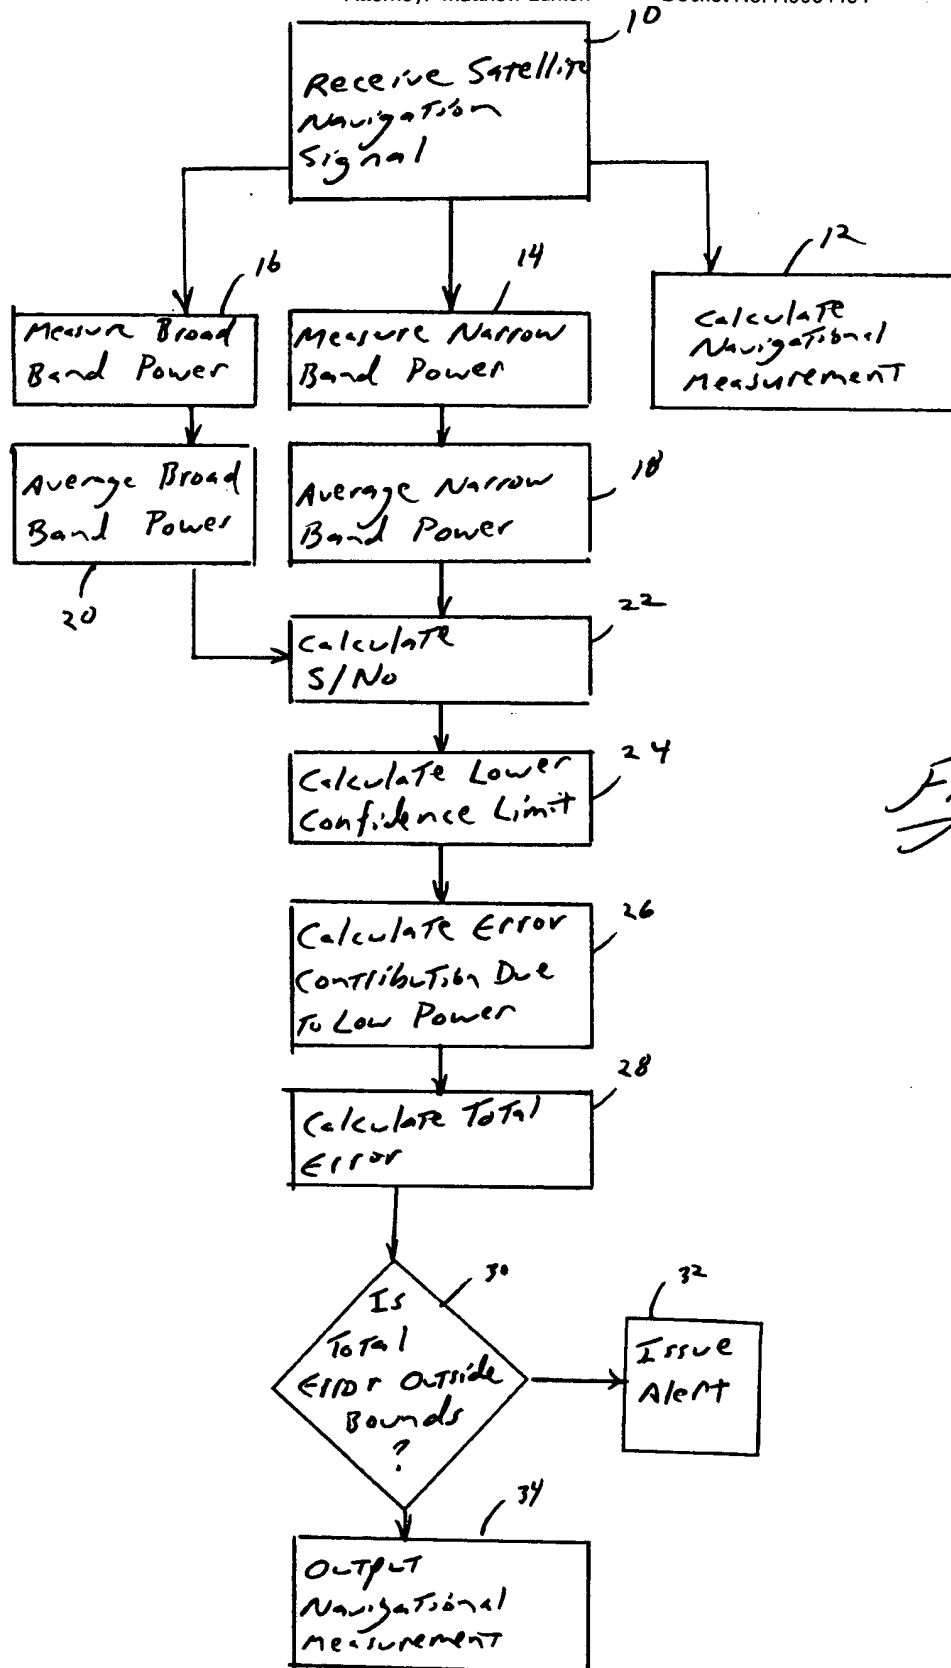 10
Receive Satellite
Navigation
Signal
16
14
12
Measure Broad
Band Power
Measure Narrow
Band Power
Calculate
Navigational
Measurement
Average Broad
Band Power
20
Average Narrow
Band Power
18
22
Calculate
S/No
24
Calculate Lower
Confidence Limit
26
Calculate Error
Contribution Due
To Low Power
28
Calculate Total
Error
30
Is
Total
Error Outside
Bounds
?
32
Issue
Alert
34
Output
Navigational
Measurement